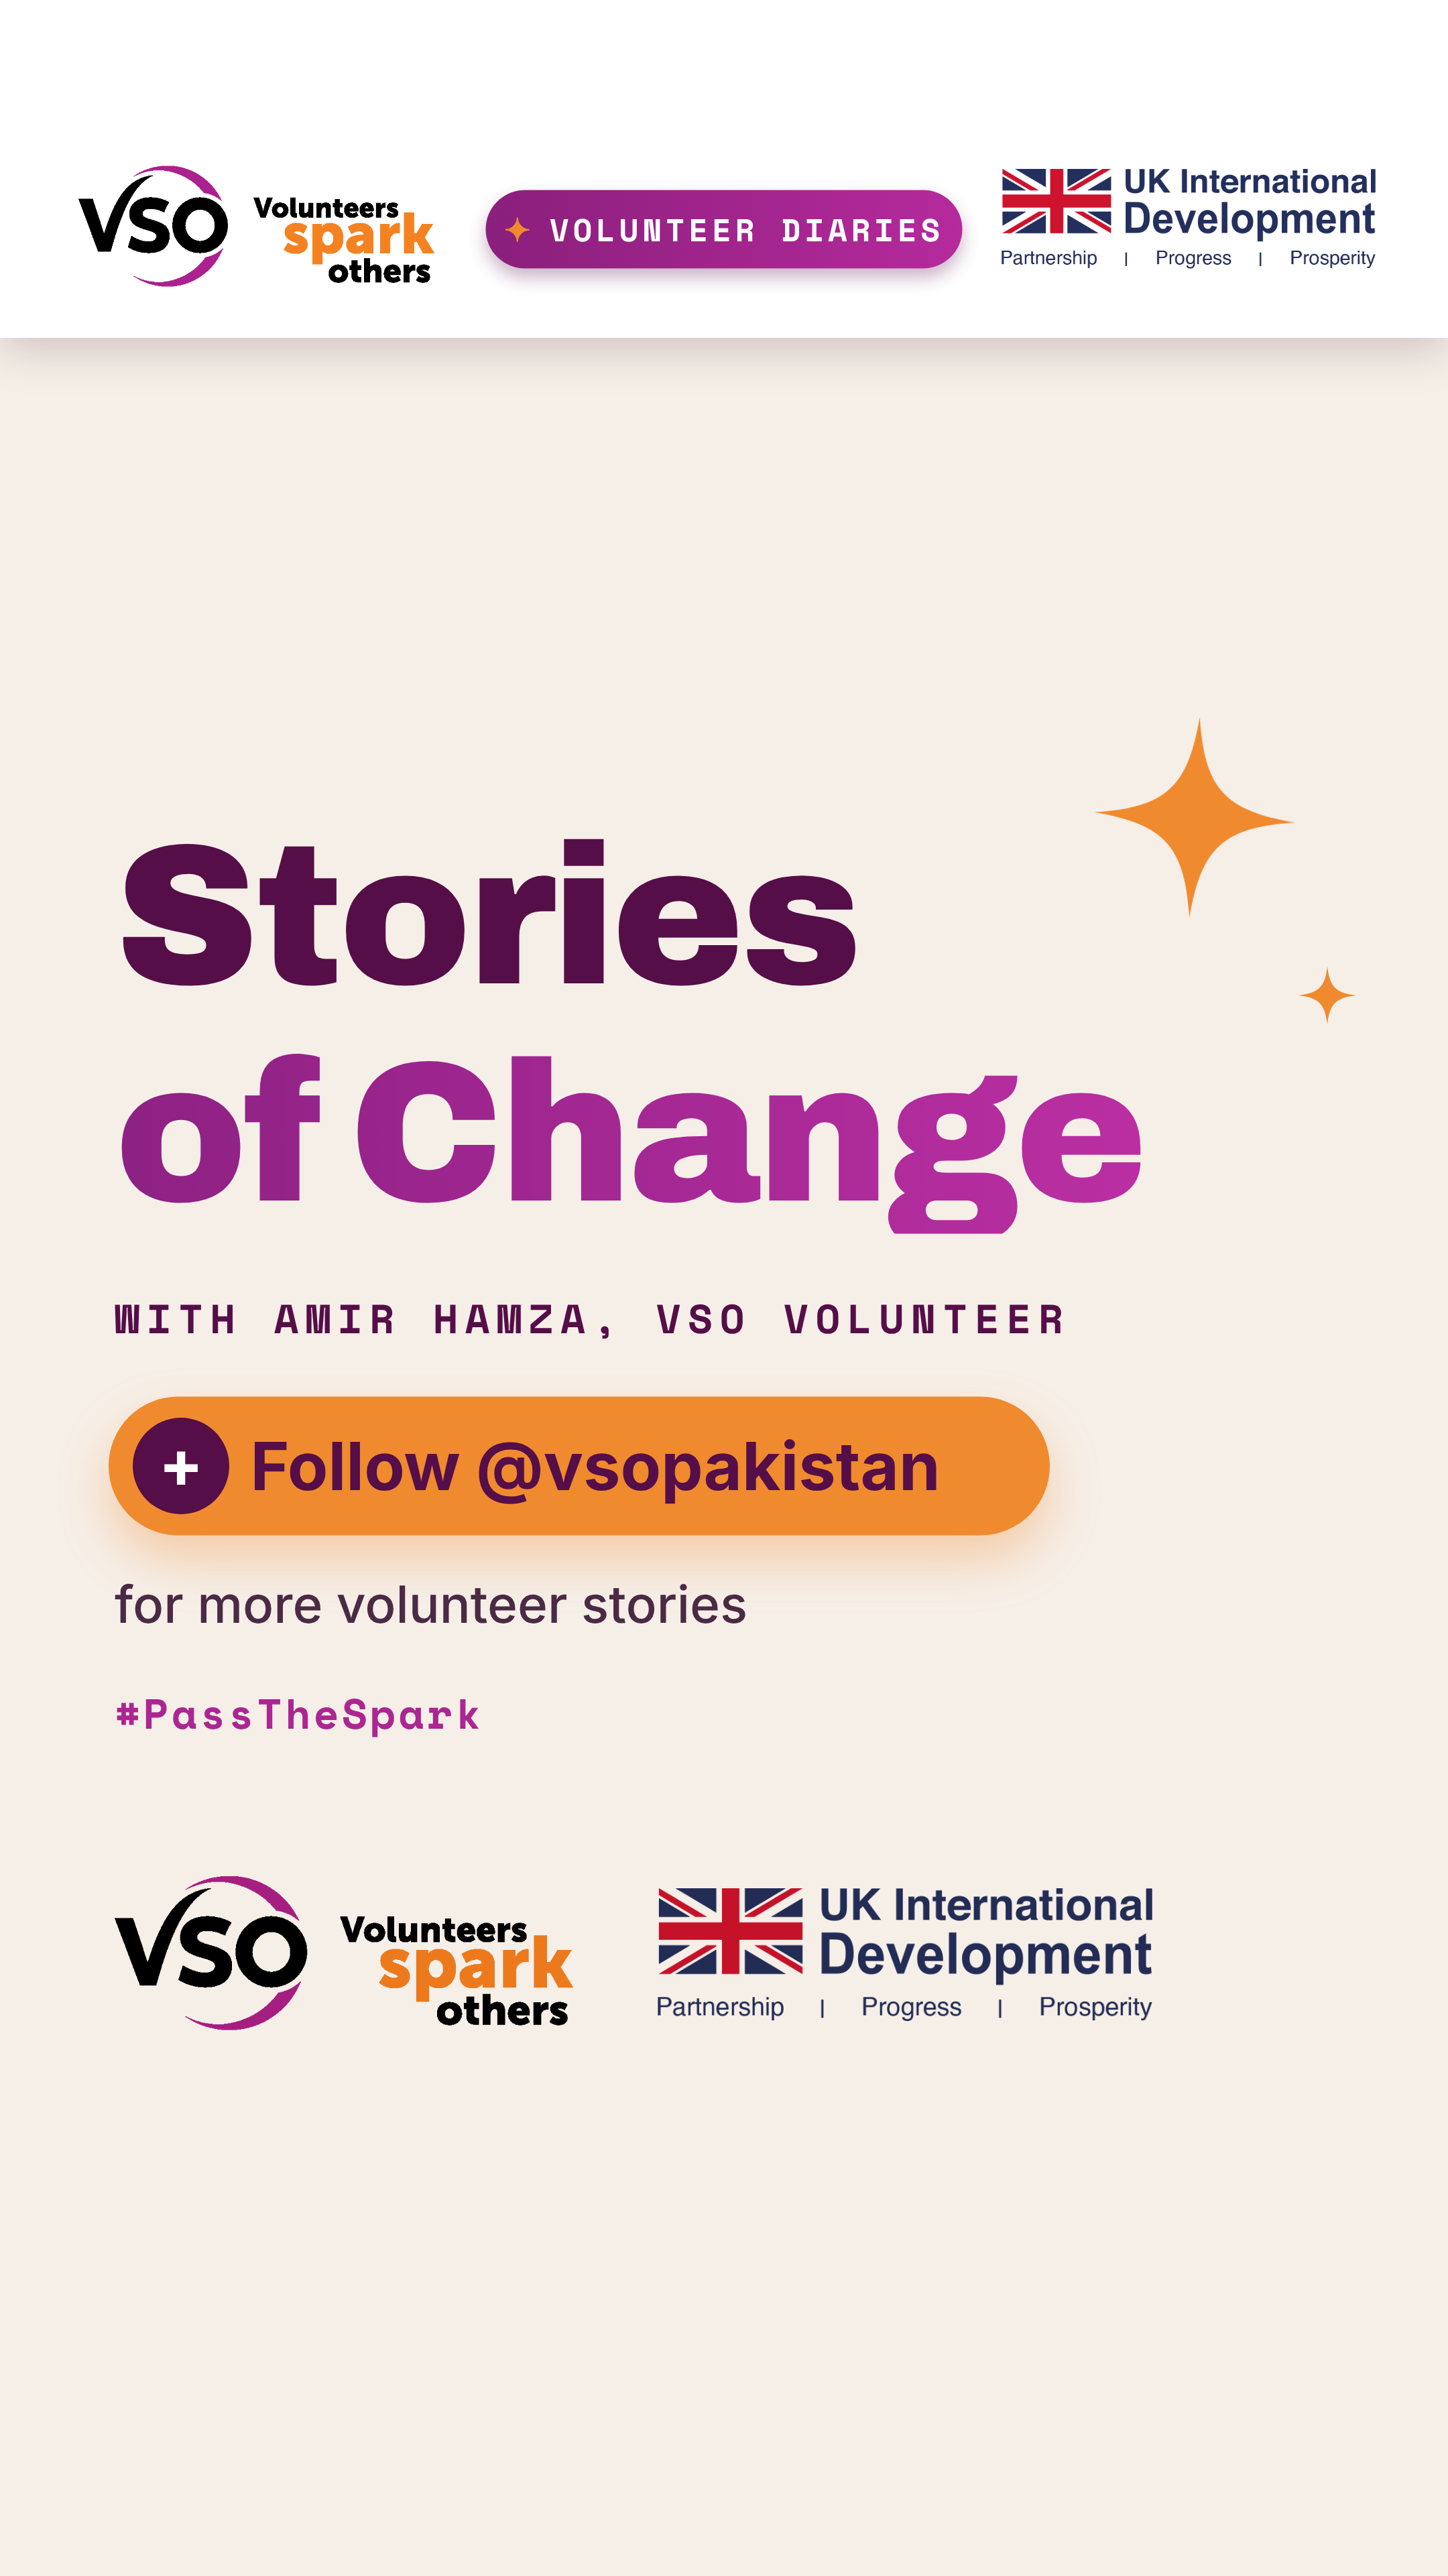 VSO
Volunteers
spark
others
VOLUNTEER DIARIES
UK International
Development
Partnership | Progress | Prosperity
Stories
of Change
WITH AMIR HAMZA, VSO VOLUNTEER
+ Follow @vsopakistan
for more volunteer stories
#PassTheSpark
VSO
Volunteers
spark
others
UK International
Development
Partnership | Progress | Prosperity